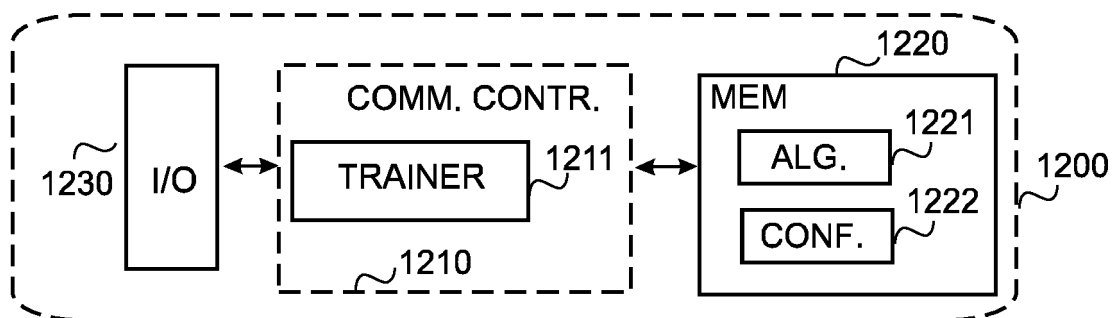 1220
COMM. CONTR.
MEM
1221
ALG.
1200
1230
I/O
TRAINER
1211
1222
CONF.
1210